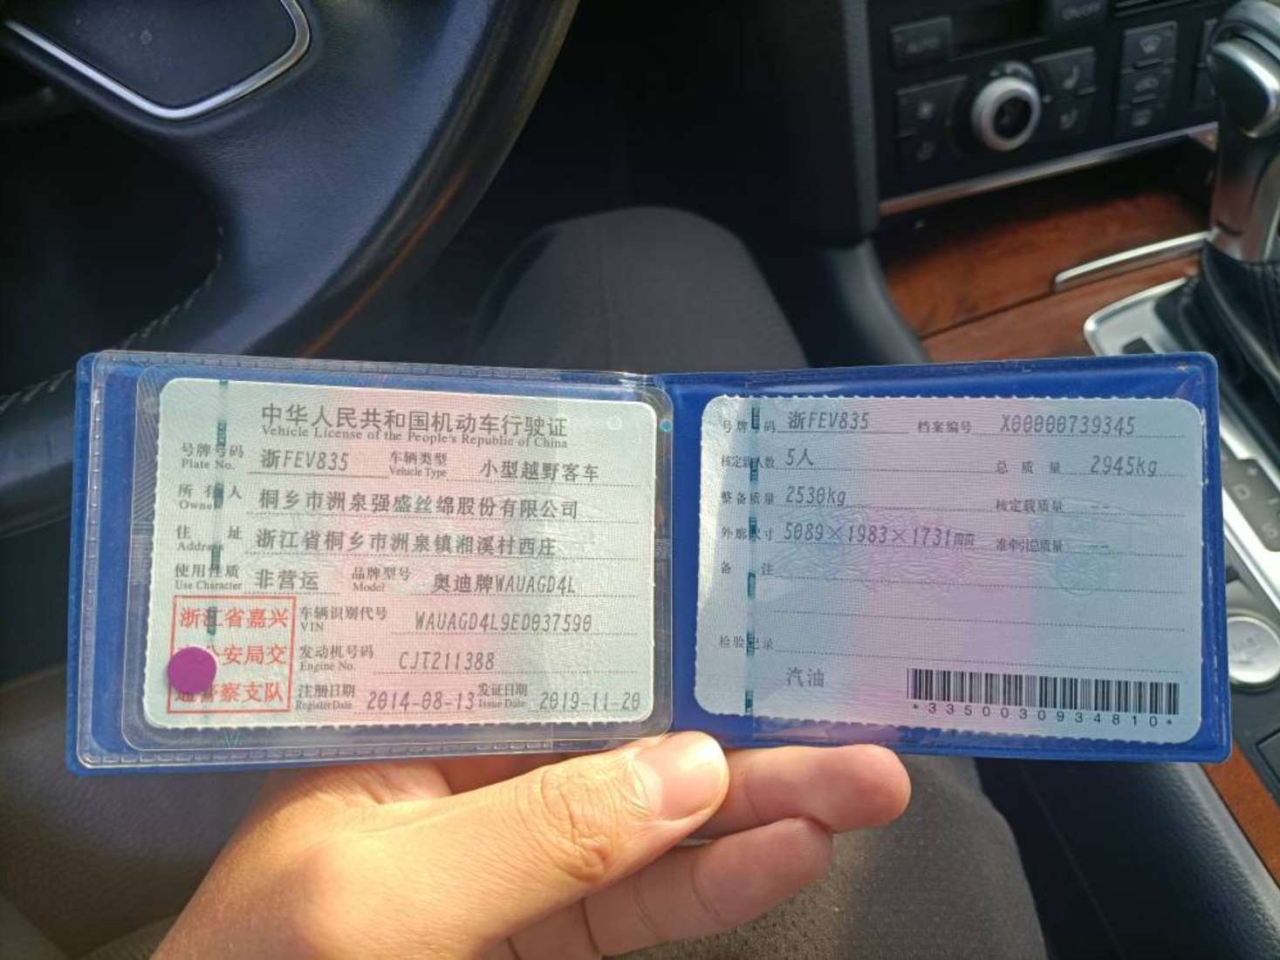 AUTO
中华人民共和国机动车行驶证
Vehicle License of the People's Republic of China
号牌号码 浙FEV835 车辆类型 小型越野客车
Plate No. Vehicle Type
所有人 桐乡市洲泉强盛丝绵股份有限公司
Owner
住址 浙江省桐乡市洲泉镇湘溪村西庄
Address
使用性质 非营运 品牌型号 奥迪牌WAUAGD4L
Use Character Model
浙江省嘉兴
公安局交
通警察支队
车辆识别代号 WAUAGD4L9ED037590
VIN
发动机号码 CJT211388
Engine No.
注册日期 2014-08-13 发证日期 2019-11-20
Register Date Issue Date
号牌号码 浙FEV835 档案编号 X00000739345
核定载人数 5人 总质量 2945kg
整备质量 2530kg 核定载质量 --
外廓尺寸 5089×1983×1731mm 准牵引总质量 --
备注
检验记录
汽油
*3350030934810*
D
S